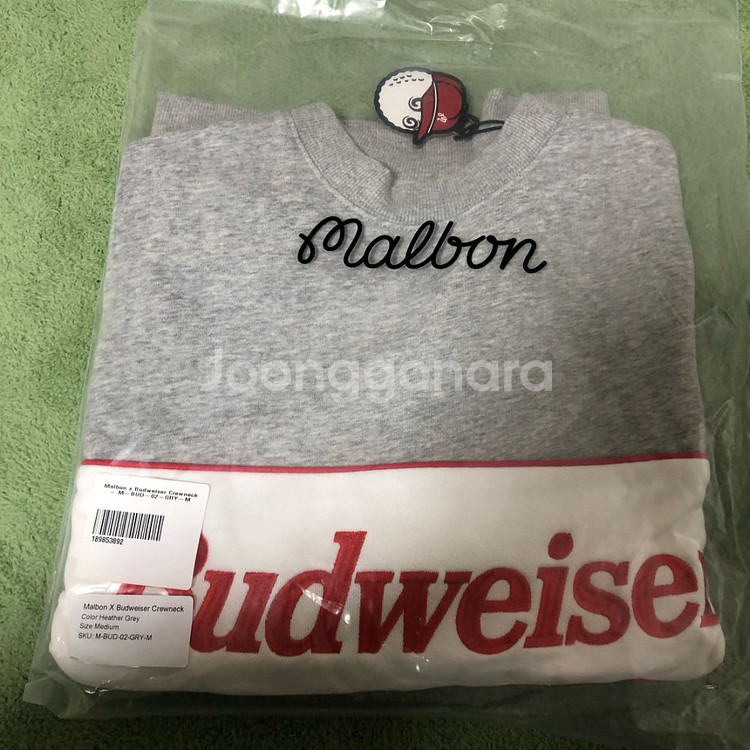 Malbon
Joonggonara
Malbon x Budweiser Crewneck
- M-BUD-02-GRY-M
189853892
Budweiser
Malbon X Budweiser Crewneck
Color:Heather Grey
Size:Medium
SKU: M-BUD-02-GRY-M